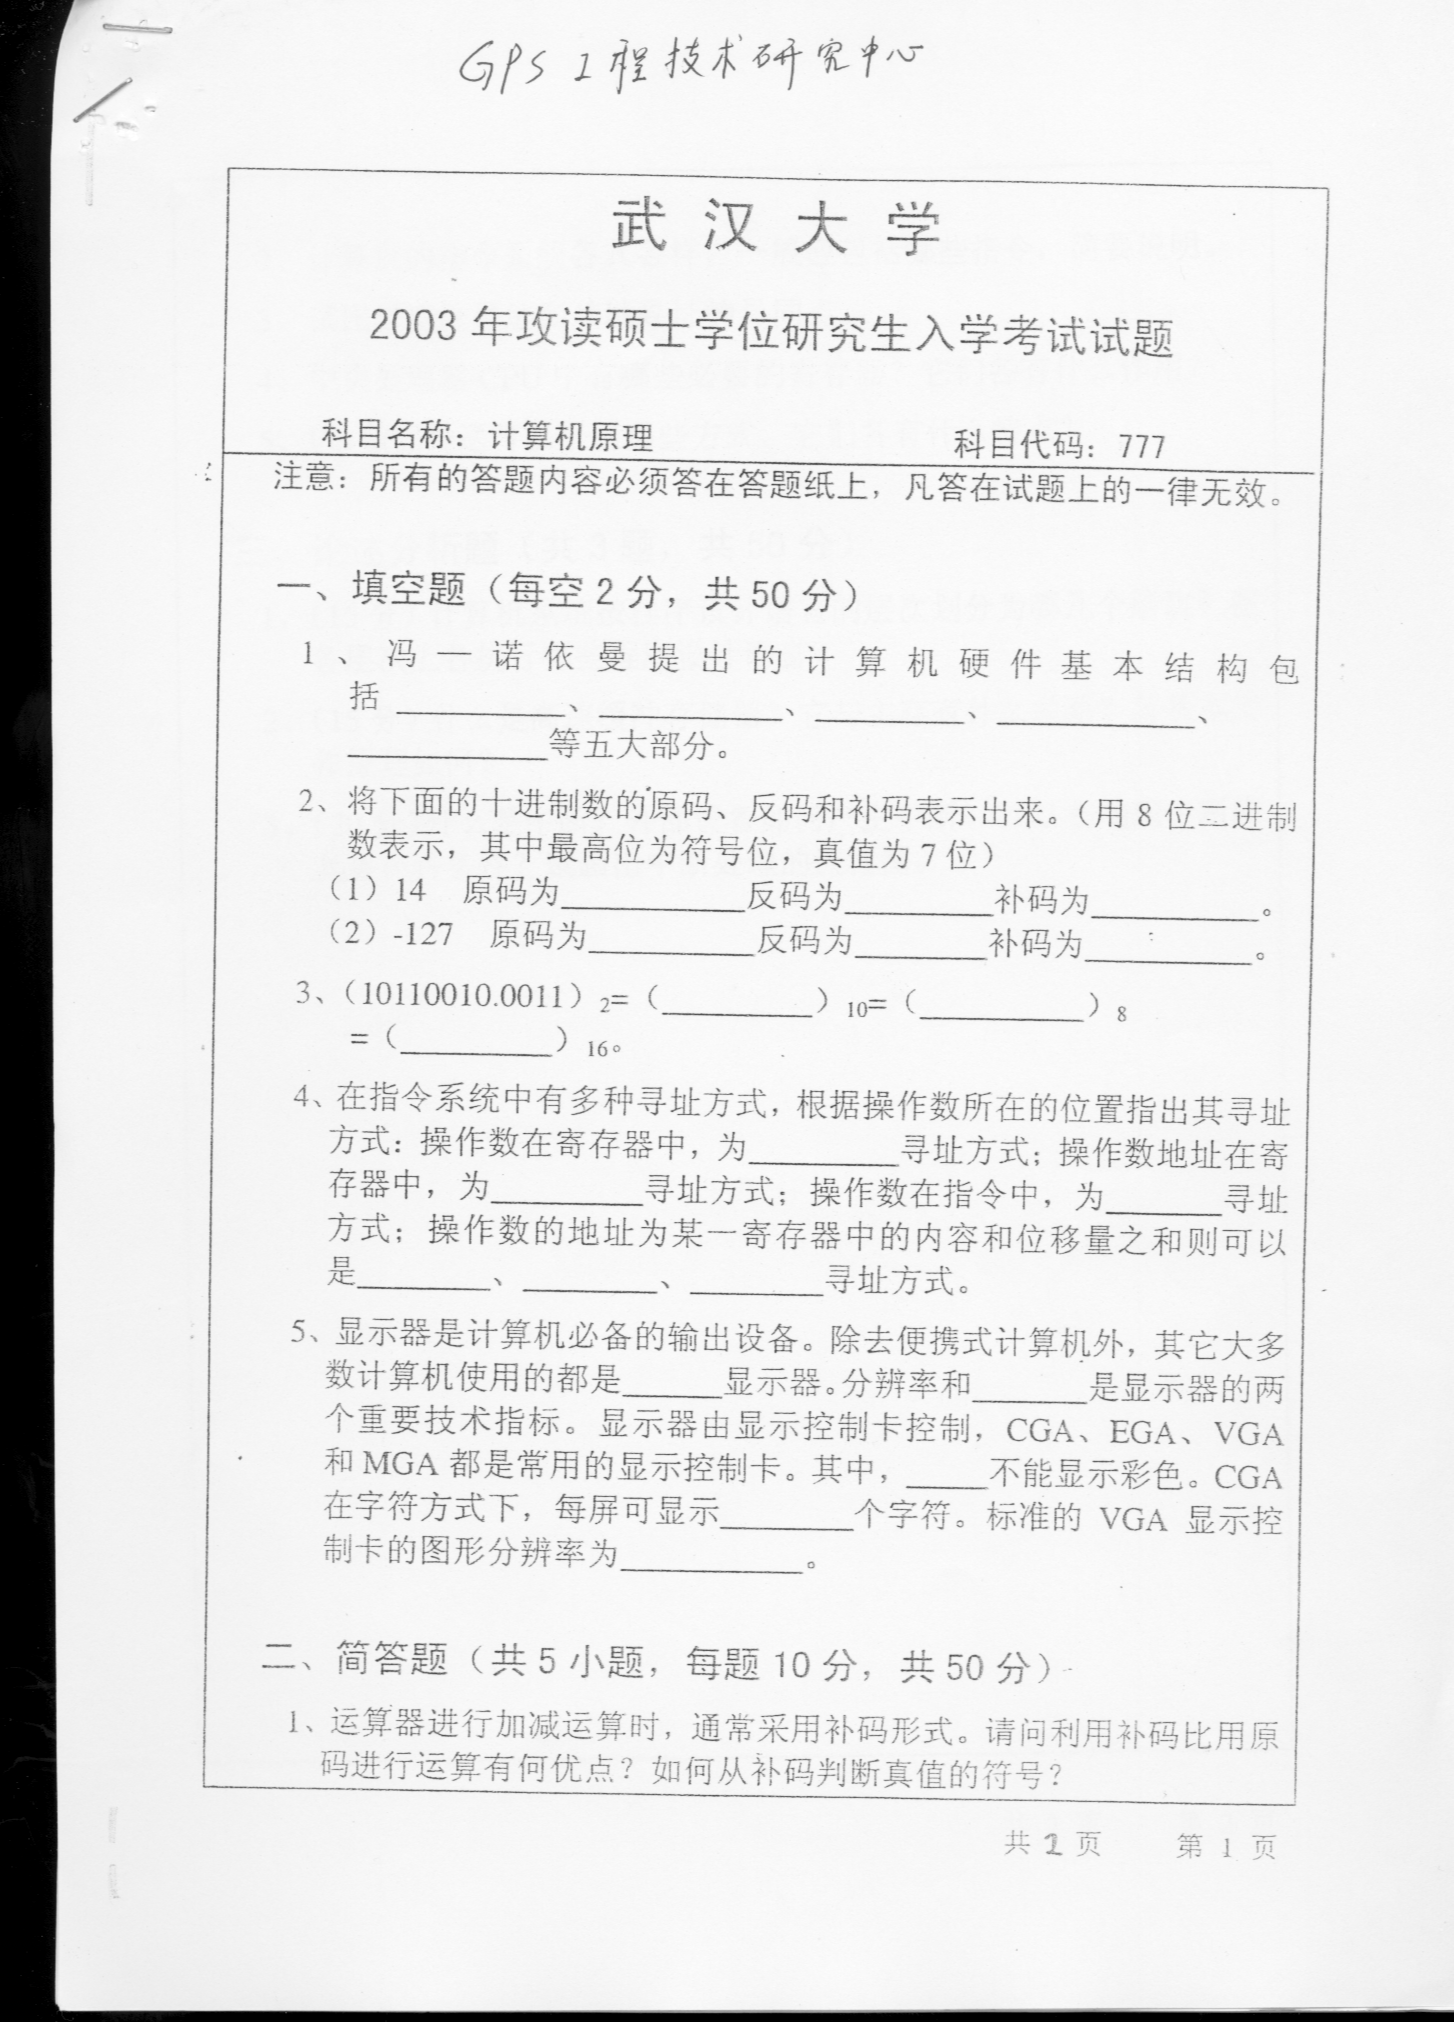 GPS工程技术研究中心
武汉大学
2003年攻读硕士学位研究生入学考试试题
科目名称：计算机原理 科目代码：777
注意：所有的答题内容必须答在答题纸上，凡答在试题上的一律无效。
一、填空题（每空2分，共50分）
1、冯一诺依曼提出的计算机硬件基本结构包
括________、________、________、________、
________等五大部分。
2、将下面的十进制数的原码、反码和补码表示出来。（用8位二进制
数表示，其中最高位为符号位，真值为7位）
（1）14 原码为________反码为________补码为________。
（2）-127 原码为________反码为________补码为________。
3、（10110010.0011）2=（________）10=（________）8
=（________）16。
4、在指令系统中有多种寻址方式，根据操作数所在的位置指出其寻址
方式：操作数在寄存器中，为________寻址方式；操作数地址在寄
存器中，为________寻址方式；操作数在指令中，为________寻址
方式；操作数的地址为某一寄存器中的内容和位移量之和则可以
是________、________、________寻址方式。
5、显示器是计算机必备的输出设备。除去便携式计算机外，其它大多
数计算机使用的都是______显示器。分辨率和______是显示器的两
个重要技术指标。显示器由显示控制卡控制，CGA、EGA、VGA
和MGA都是常用的显示控制卡。其中，_____不能显示彩色。CGA
在字符方式下，每屏可显示________个字符。标准的 VGA 显示控
制卡的图形分辨率为________。
二、简答题（共5小题，每题10分，共50分）
1、运算器进行加减运算时，通常采用补码形式。请问利用补码比用原
码进行运算有何优点？如何从补码判断真值的符号？
共2页 第1页